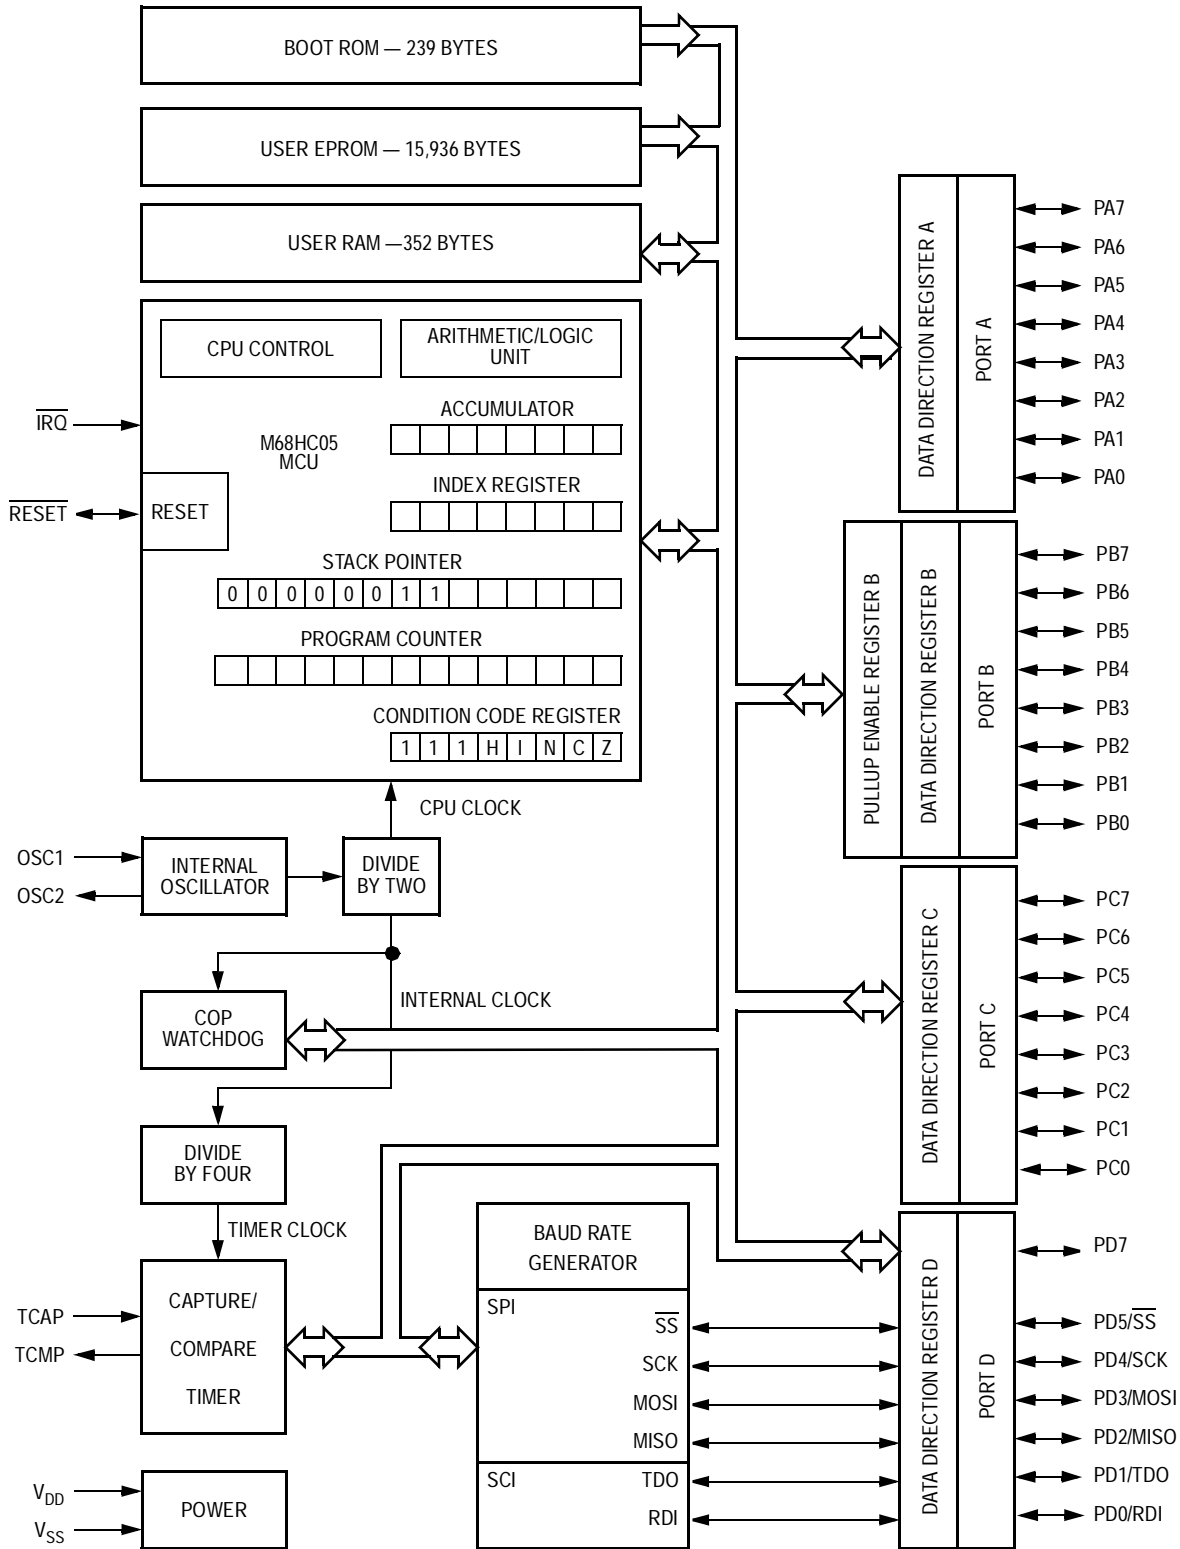 BOOT ROM — 239 BYTES
USER EPROM — 15,936 BYTES
USER RAM —352 BYTES
CPU CONTROL
ARITHMETIC/LOGIC
UNIT
ACCUMULATOR
IRQ
M68HC05
MCU
INDEX REGISTER
RESET
RESET
STACK POINTER
0 0 0 0 0 0 1 1
PROGRAM COUNTER
CONDITION CODE REGISTER
1 1 1 H I N C Z
CPU CLOCK
OSC1
OSC2
INTERNAL
OSCILLATOR
DIVIDE
BY TWO
INTERNAL CLOCK
COP
WATCHDOG
DIVIDE
BY FOUR
TIMER CLOCK
TCAP
TCMP
CAPTURE/
COMPARE
TIMER
VDD
VSS
POWER
BAUD RATE
GENERATOR
SPI
SS
SCK
MOSI
MISO
SCI
TDO
RDI
DATA DIRECTION REGISTER A
PORT A
PA7
PA6
PA5
PA4
PA3
PA2
PA1
PA0
PULLUP ENABLE REGISTER B
DATA DIRECTION REGISTER B
PORT B
PB7
PB6
PB5
PB4
PB3
PB2
PB1
PB0
DATA DIRECTION REGISTER C
PORT C
PC7
PC6
PC5
PC4
PC3
PC2
PC1
PC0
DATA DIRECTION REGISTER D
PORT D
PD7
PD5/SS
PD4/SCK
PD3/MOSI
PD2/MISO
PD1/TDO
PD0/RDI